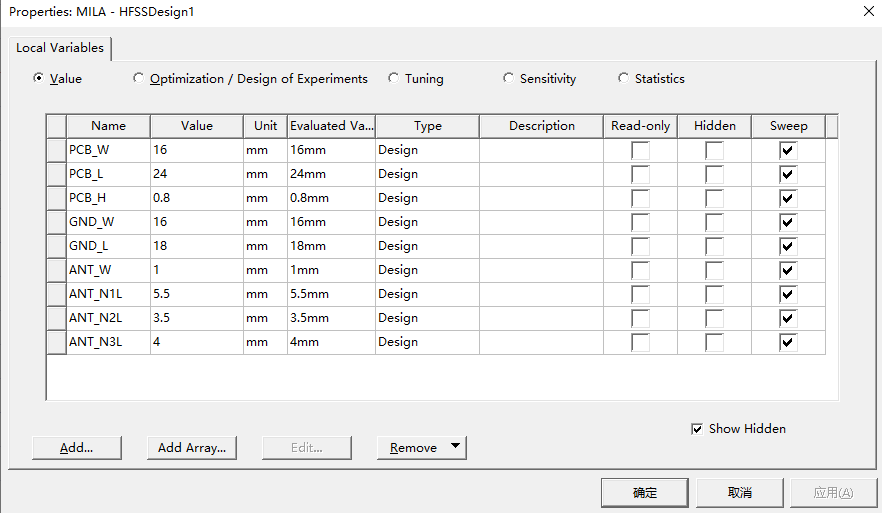 Properties: MILA - HFSSDesign1
Local Variables
Value Optimization / Design of Experiments Tuning Sensitivity Statistics
Name Value Unit Evaluated Va... Type Description Read-only Hidden Sweep
PCB_W 16 mm 16mm Design
PCB_L 24 mm 24mm Design
PCB_H 0.8 mm 0.8mm Design
GND_W 16 mm 16mm Design
GND_L 18 mm 18mm Design
ANT_W 1 mm 1mm Design
ANT_N1L 5.5 mm 5.5mm Design
ANT_N2L 3.5 mm 3.5mm Design
ANT_N3L 4 mm 4mm Design
Show Hidden
Add... Add Array... Edit... Remove
确定 取消 应用(A)